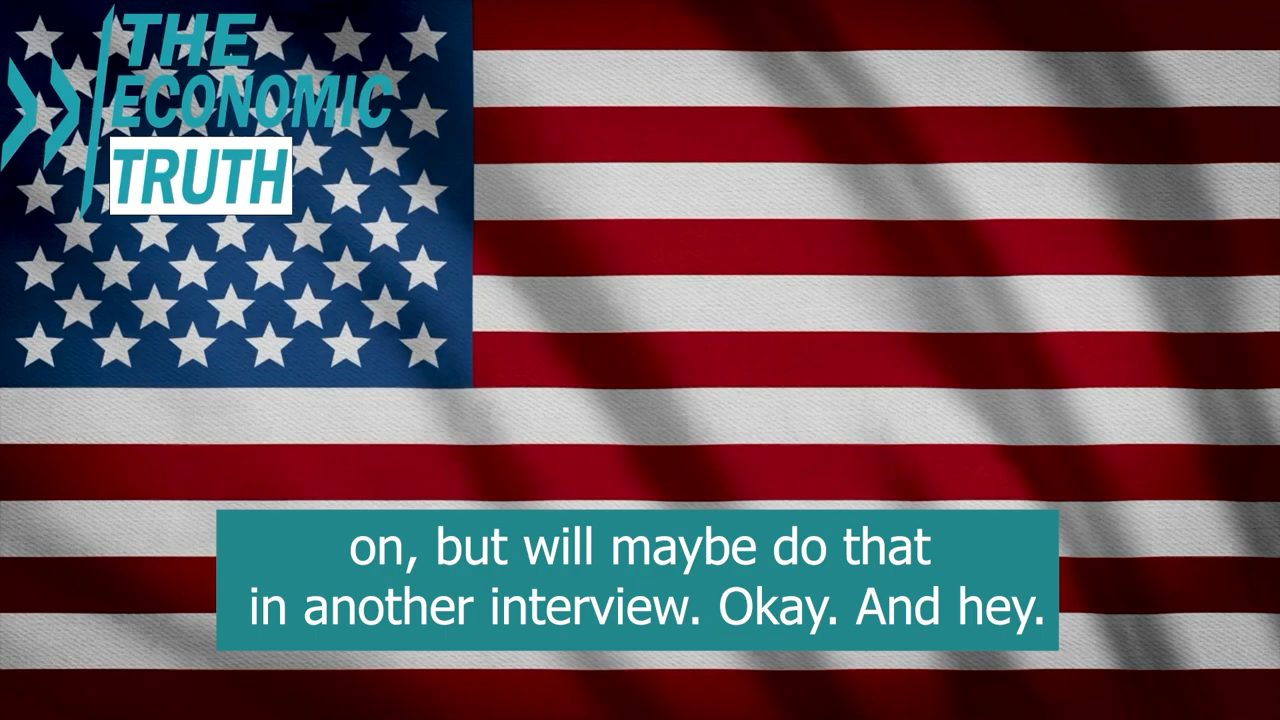 THE
ECONOMIC
TRUTH
on, but will maybe do that
in another interview. Okay. And hey.